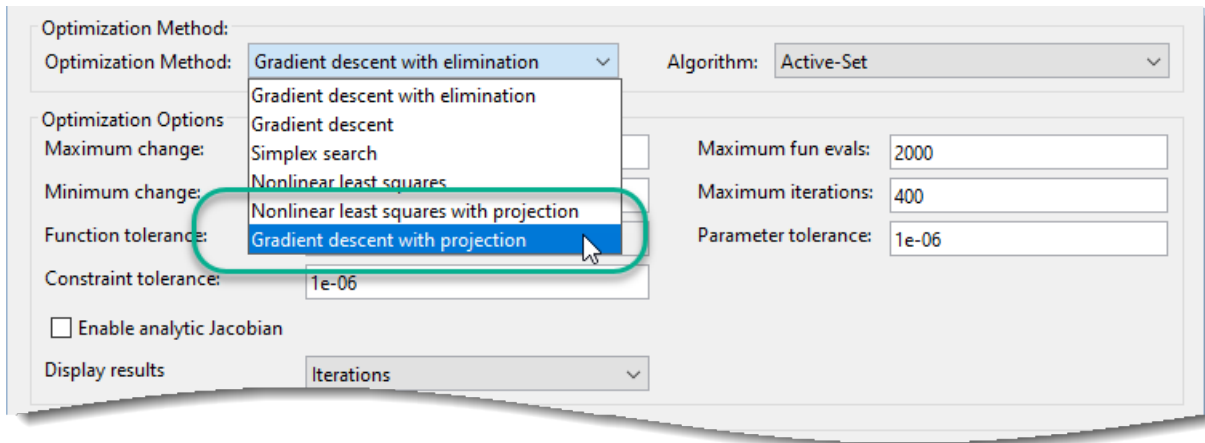 Optimization Method:
Optimization Method: Gradient descent with elimination Algorithm: Active-Set
Gradient descent with elimination
Optimization Options Gradient descent
Maximum change: Simplex search Maximum fun evals: 2000
Minimum change: Nonlinear least squares Maximum iterations: 400
Nonlinear least squares with projection
Function tolerance: Gradient descent with projection Parameter tolerance: 1e-06
Constraint tolerance: 1e-06
Enable analytic Jacobian
Display results Iterations